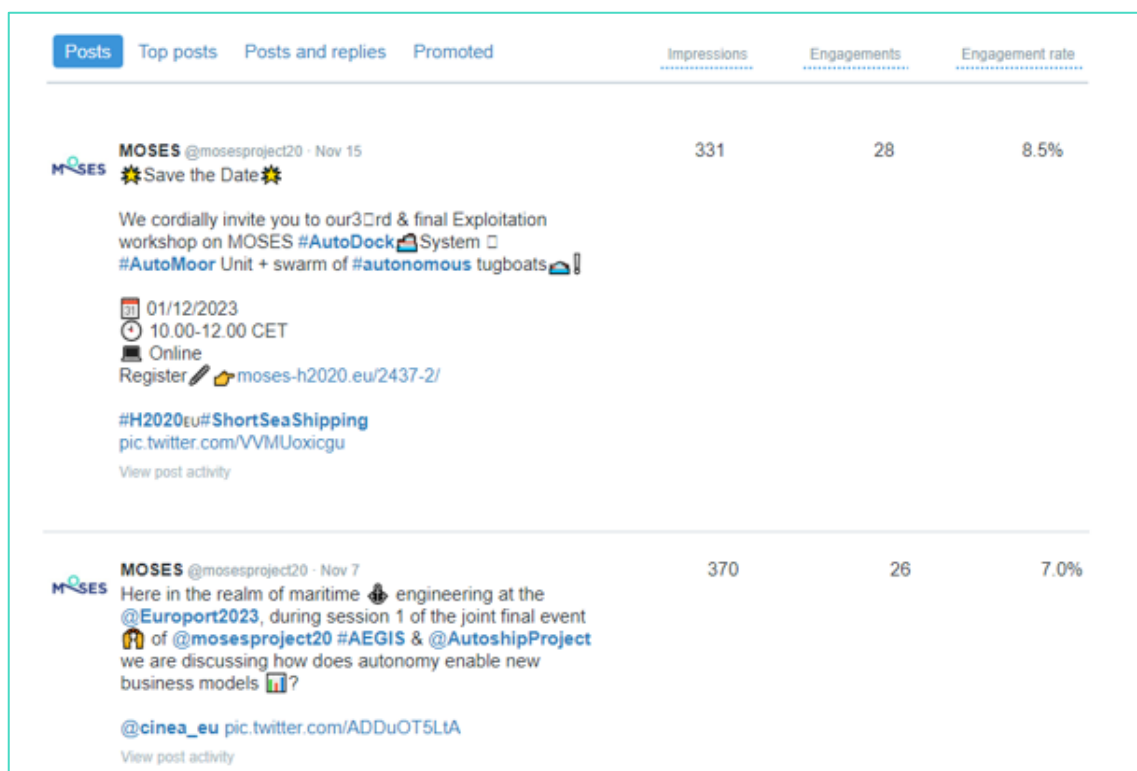 Posts Top posts Posts and replies Promoted Impressions Engagements Engagement rate
MOSES
MOSES @mosesproject20 · Nov 15 331 28 8.5%
💥Save the Date💥
We cordially invite you to our3□rd & final Exploitation
workshop on MOSES #AutoDock System □
#AutoMoor Unit + swarm of #autonomous tugboats
31 01/12/2023
10.00-12.00 CET
Online
Register moses-h2020.eu/2437-2/
#H2020EU#ShortSeaShipping
pic.twitter.com/VVMUoxicgu
View post activity
MOSES
MOSES @mosesproject20 · Nov 7 370 26 7.0%
Here in the realm of maritime engineering at the
@Europort2023, during session 1 of the joint final event
of @mosesproject20 #AEGIS & @AutoshipProject
we are discussing how does autonomy enable new
business models 📊?
@cinea_eu pic.twitter.com/ADDuOT5LtA
View post activity